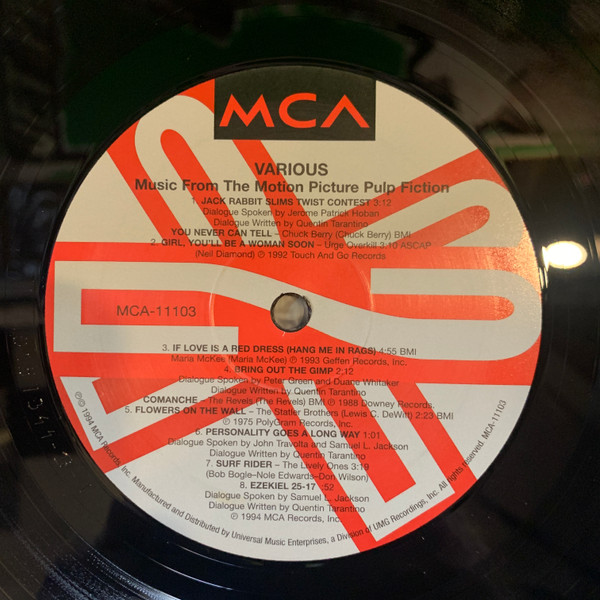 MCA
VARIOUS
Music From The Motion Picture Pulp Fiction
1. JACK RABBIT SLIMS TWIST CONTEST 3:12
Dialogue Spoken by Jerome Patrick Hoban
Dialogue Written by Quentin Tarantino
YOU NEVER CAN TELL – Chuck Berry (Chuck Berry) BMI
2. GIRL, YOU'LL BE A WOMAN SOON – Urge Overkill 3:10 ASCAP
(Neil Diamond) ℗ 1992 Touch And Go Records
MCA-11103
3. IF LOVE IS A RED DRESS (HANG ME IN RAGS) 4:55 BMI
Maria McKee (Maria McKee) ℗ 1993 Geffen Records, Inc.
4. BRING OUT THE GIMP 2:12
Dialogue Spoken by Peter Green and Duane Whitaker
Dialogue Written by Quentin Tarantino
COMANCHE – The Revels (The Revels) BMI ℗ 1988 Downey Records.
5. FLOWERS ON THE WALL – The Statler Brothers (Lewis C. DeWitt) 2:23 BMI
℗ 1975 PolyGram Records, Inc.
6. PERSONALITY GOES A LONG WAY 1:01
Dialogue Spoken by John Travolta and Samuel L. Jackson
Dialogue Written by Quentin Tarantino
7. SURF RIDER – The Lively Ones 3:19
(Bob Bogle–Nole Edwards–Don Wilson)
8. EZEKIEL 25-17 :52
Dialogue Spoken by Samuel L. Jackson
Dialogue Written by Quentin Tarantino
℗ 1994 MCA Records, Inc.
℗© 1994 MCA Records, Inc. Manufactured and Distributed by Universal Music Enterprises, a Division of UMG Recordings, Inc. All rights reserved. MCA-11103